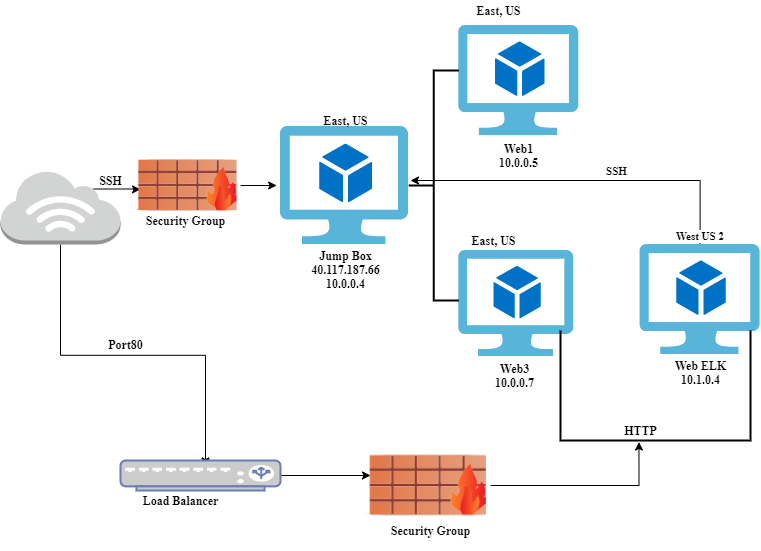 East, US
Web1
10.0.0.5
East, US
SSH
SSH
Security Group
Jump Box
40.117.187.66
10.0.0.4
East, US
West US 2
Web3
10.0.0.7
Web ELK
10.1.0.4
Port80
HTTP
Load Balancer
Security Group